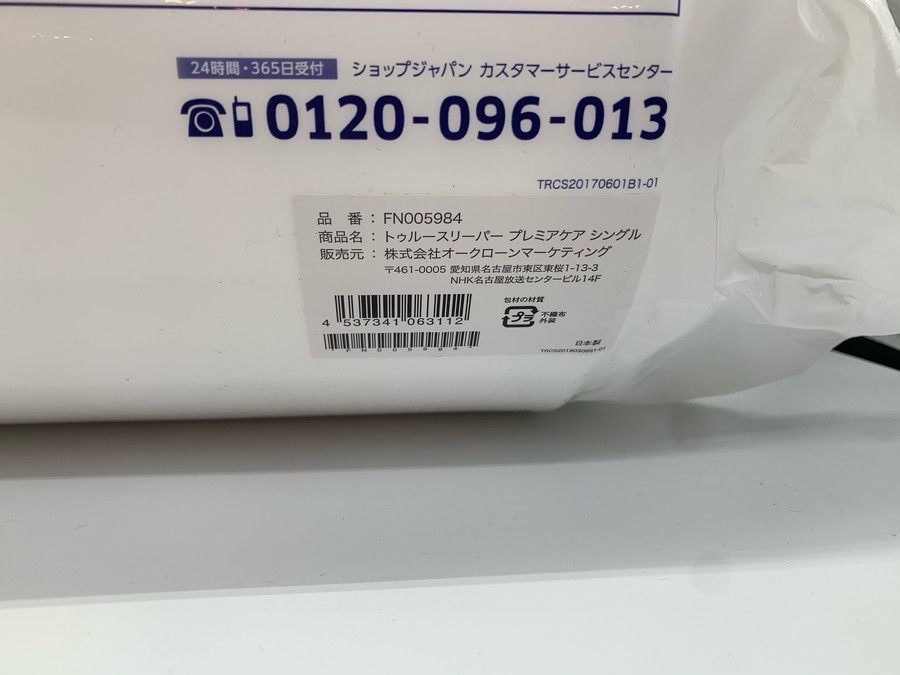 24時間・365日受付 ショップジャパン カスタマーサービスセンター
0120-096-013
TRCS20170601B1-01
品 番 : FN005984
商品名 : トゥルースリーパー プレミアケア シングル
販売元 : 株式会社オークローンマーケティング
〒461-0005 愛知県名古屋市東区東桜1-13-3
NHK名古屋放送センタービル14F
包材の材質
プラ 不織布
外装
4 537341 063112
日本製
*FN005984*
TRCS20190306S1-01